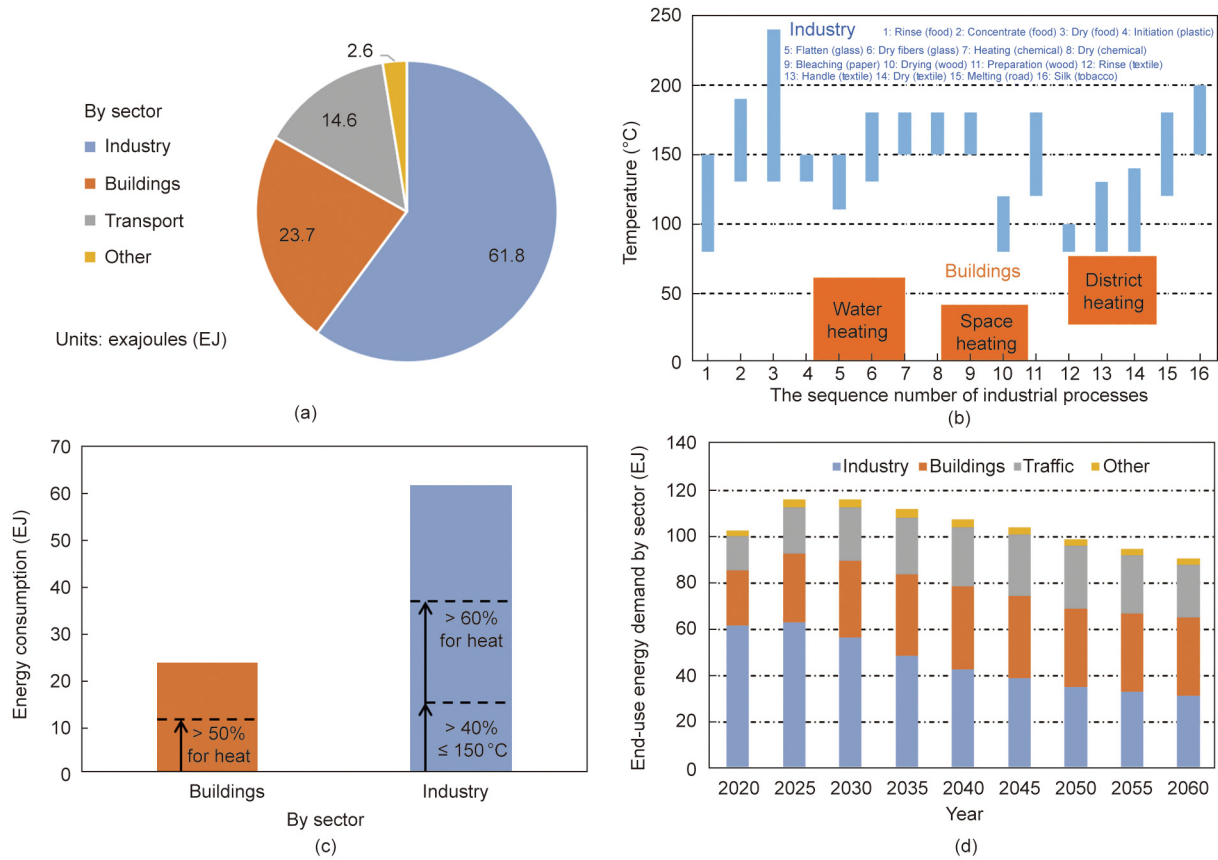 By sector
Industry
Buildings
Transport
Other
Units: exajoules (EJ)
2.6
14.6
23.7
61.8
(a)
250
200
150
100
50
0
Temperature (°C)
Industry 1: Rinse (food) 2: Concentrate (food) 3: Dry (food) 4: Initiation (plastic)
5: Flatten (glass) 6: Dry fibers (glass) 7: Heating (chemical) 8: Dry (chemical)
9: Bleaching (paper) 10: Drying (wood) 11: Preparation (wood) 12: Rinse (textile)
13: Handle (textile) 14: Dry (textile) 15: Melting (road) 16: Silk (tobacco)
Buildings
Water
heating
Space
heating
District
heating
1 2 3 4 5 6 7 8 9 10 11 12 13 14 15 16
The sequence number of industrial processes
(b)
70
60
50
40
30
20
10
0
Energy consumption (EJ)
> 50%
for heat
> 60%
for heat
> 40%
≤ 150 °C
Buildings Industry
By sector
(c)
140
120
100
80
60
40
20
0
End-use energy demand by sector (EJ)
Industry Buildings Traffic Other
2020 2025 2030 2035 2040 2045 2050 2055 2060
Year
(d)